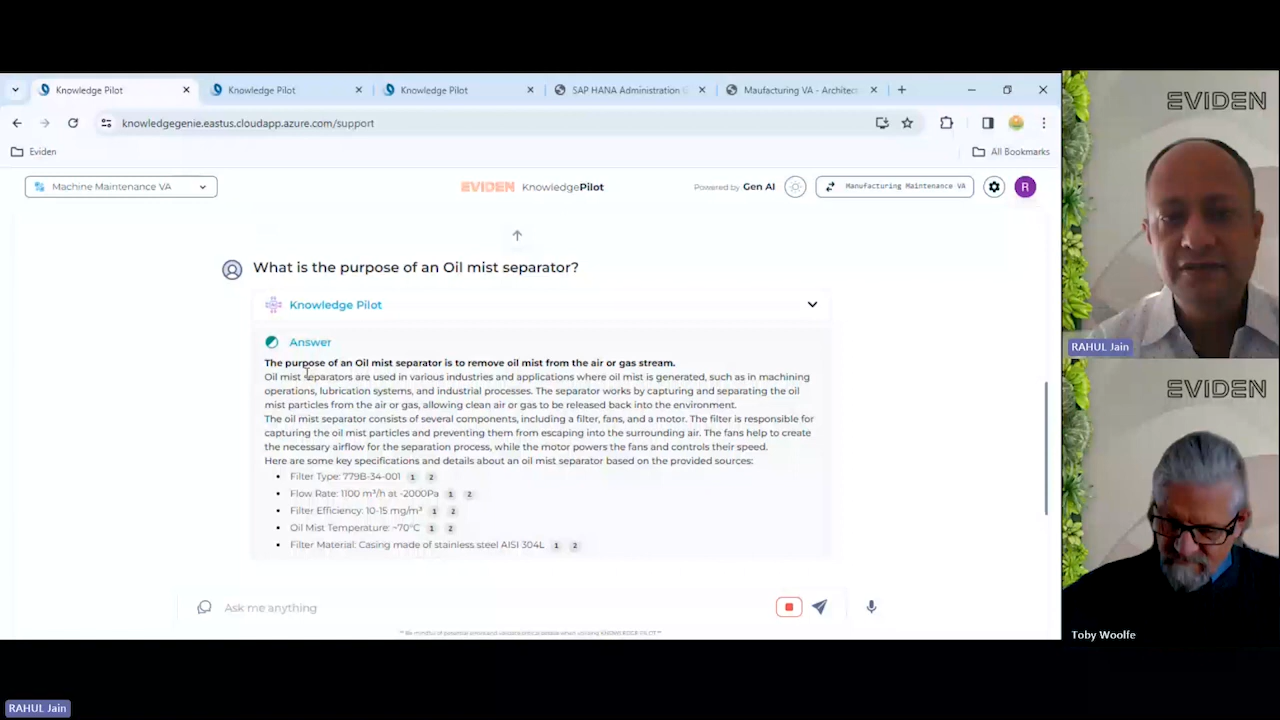 Knowledge Pilot
Knowledge Pilot
Knowledge Pilot
SAP HANA Administration G
Maufacturing VA - Architect
knowledgegenie.eastus.cloudapp.azure.com/support
Eviden
All Bookmarks
Machine Maintenance VA
EVIDEN KnowledgePilot
Powered by Gen AI
Manufacturing Maintenance VA
R
What is the purpose of an Oil mist separator?
Knowledge Pilot
Answer
The purpose of an Oil mist separator is to remove oil mist from the air or gas stream.
Oil mist separators are used in various industries and applications where oil mist is generated, such as in machining
operations, lubrication systems, and industrial processes. The separator works by capturing and separating the oil
mist particles from the air or gas, allowing clean air or gas to be released back into the environment.
The oil mist separator consists of several components, including a filter, fans, and a motor. The filter is responsible for
capturing the oil mist particles and preventing them from escaping into the surrounding air. The fans help to create
the necessary airflow for the separation process, while the motor powers the fans and controls their speed.
Here are some key specifications and details about an oil mist separator based on the provided sources:
• Filter Type: 779B-34-001 1 2
• Flow Rate: 1100 m³/h at -2000Pa 1 2
• Filter Efficiency: 10-15 mg/m³ 1 2
• Oil Mist Temperature: ~70°C 1 2
• Filter Material: Casing made of stainless steel AISI 304L 1 2
Ask me anything
EVIDEN
RAHUL Jain
EVIDEN
Toby Woolfe
RAHUL Jain